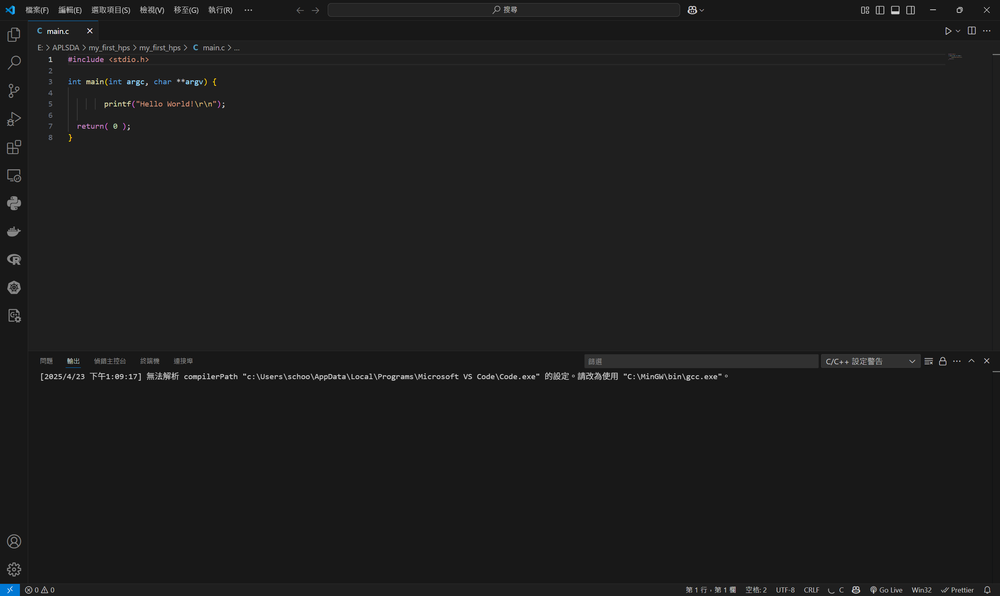 檔案(F) 編輯(E) 選取項目(S) 檢視(V) 移至(G) 執行(R) ··· 搜尋
C main.c
E: > APLSDA > my_first_hps > my_first_hps > C main.c > ...
1 #include <stdio.h>
2
3 int main(int argc, char **argv) {
4
5 printf("Hello World!\r\n");
6
7 return( 0 );
8 }
問題 輸出 偵錯主控台 終端機 連接埠 篩選 C/C++ 設定警告
[2025/4/23 下午1:09:17] 無法解析 compilerPath "c:\Users\schoo\AppData\Local\Programs\Microsoft VS Code\Code.exe" 的設定。請改為使用 "C:\MinGW\bin\gcc.exe"。
0 0 第 1 行，第 1 欄 空格: 2 UTF-8 CRLF C Go Live Win32 Prettier